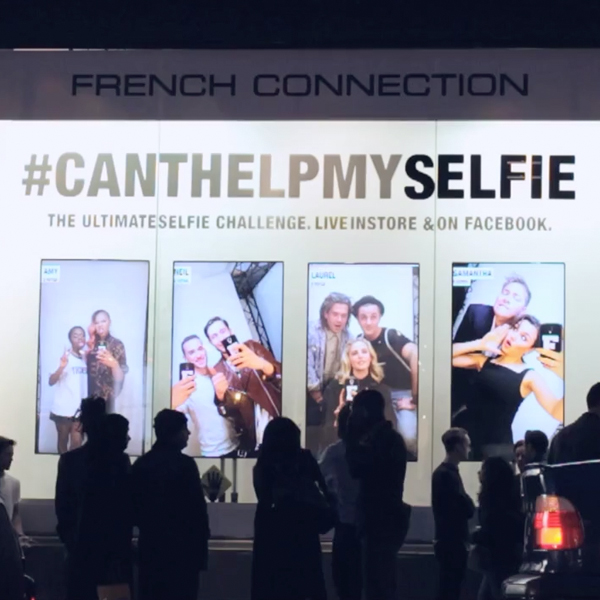 FRENCH CONNECTION
#CANTHELPMYSELFIE
THE ULTIMATESELFIE CHALLENGE. LIVEINSTORE & ON FACEBOOK.
AMY
NEIL
LAUREL
SAMANTHA